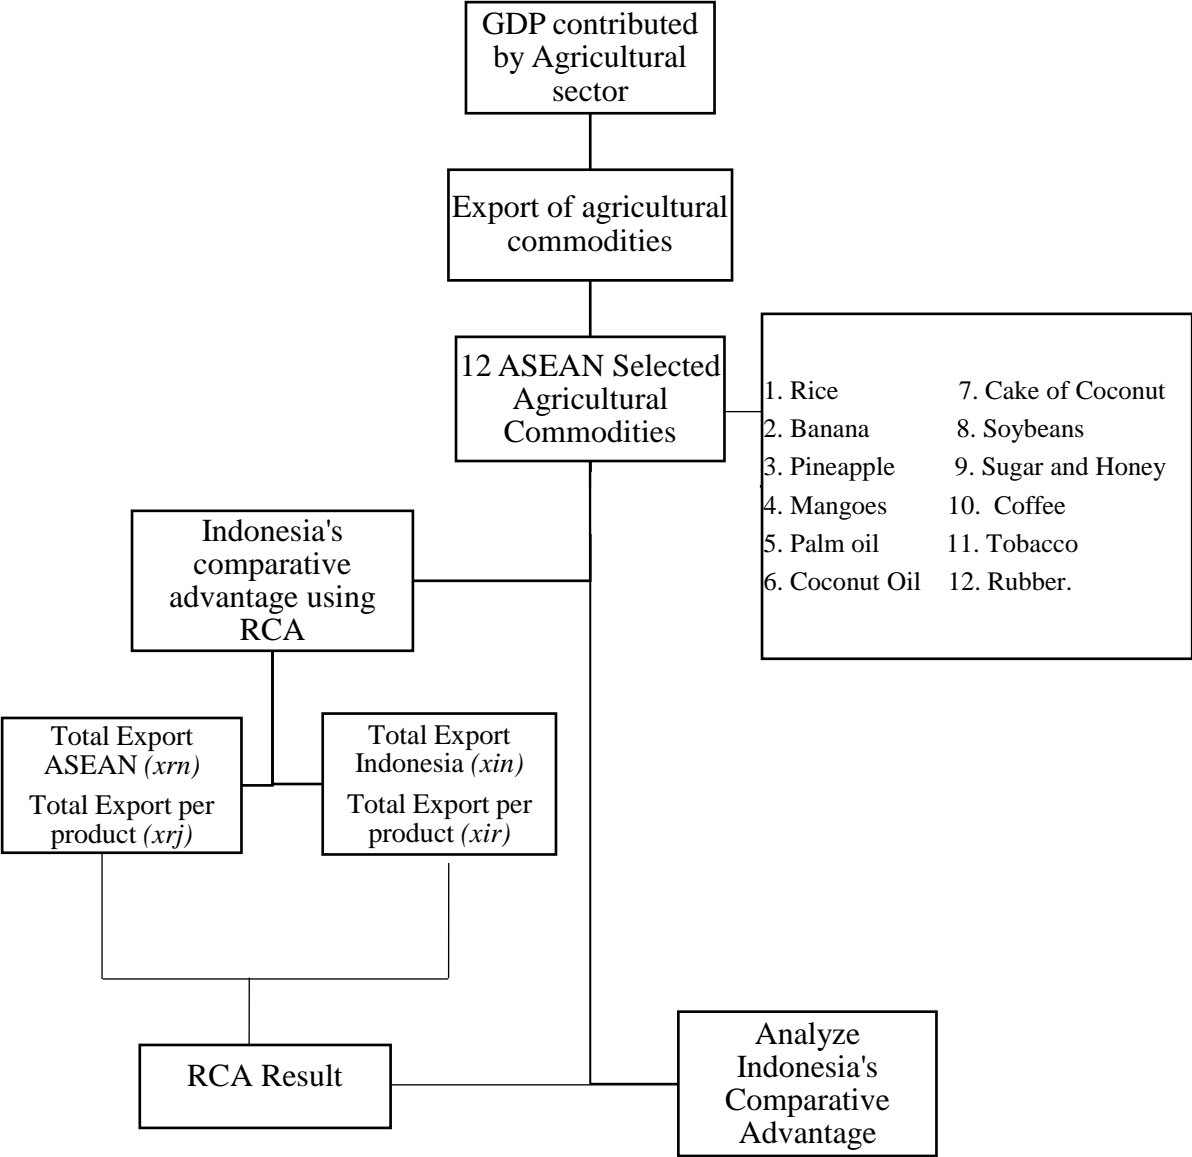 GDP contributed
by Agricultural
sector
Export of agricultural
commodities
12 ASEAN Selected
Agricultural
Commodities
1. Rice 7. Cake of Coconut
2. Banana 8. Soybeans
3. Pineapple 9. Sugar and Honey
4. Mangoes 10. Coffee
5. Palm oil 11. Tobacco
6. Coconut Oil 12. Rubber.
Indonesia's
comparative
advantage using
RCA
Total Export
ASEAN (xrn)
Total Export per
product (xrj)
Total Export
Indonesia (xin)
Total Export per
product (xir)
RCA Result
Analyze
Indonesia's
Comparative
Advantage